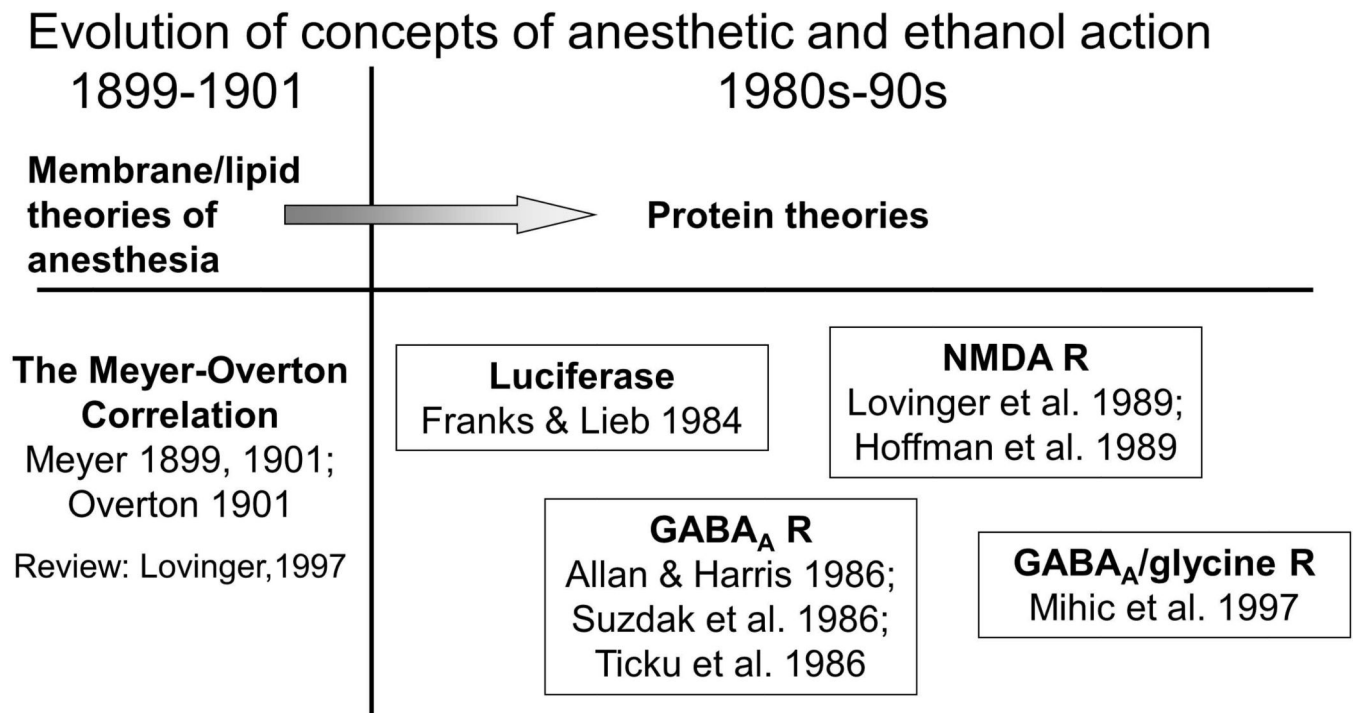 Evolution of concepts of anesthetic and ethanol action
1899-1901
1980s-90s
Membrane/lipid
theories of
anesthesia
Protein theories
The Meyer-Overton
Correlation
Meyer 1899, 1901;
Overton 1901
Review: Lovinger,1997
Luciferase
Franks & Lieb 1984
NMDA R
Lovinger et al. 1989;
Hoffman et al. 1989
GABAA R
Allan & Harris 1986;
Suzdak et al. 1986;
Ticku et al. 1986
GABAA/glycine R
Mihic et al. 1997